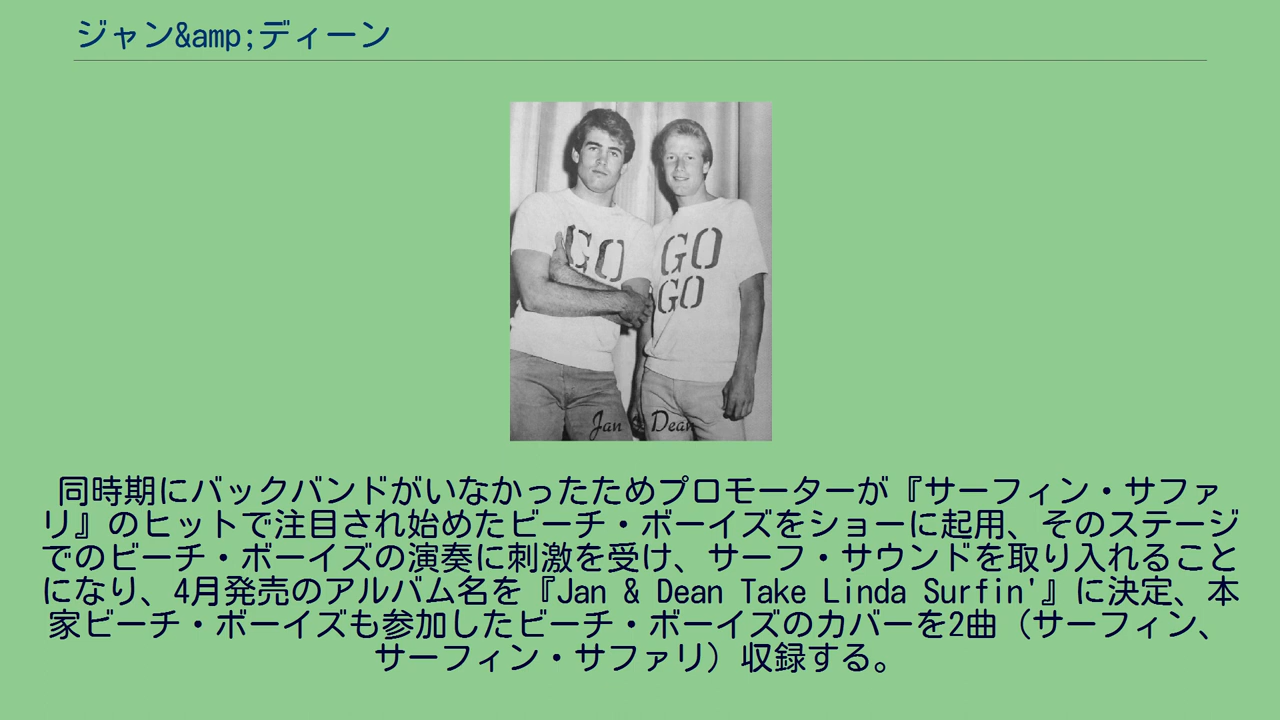 ジャン&amp;ディーン
GO
GO
GO
Jan & Dean
同時期にバックバンドがいなかったためプロモーターが『サーフィン・サファ
リ』のヒットで注目され始めたビーチ・ボーイズをショーに起用、そのステージ
でのビーチ・ボーイズの演奏に刺激を受け、サーフ・サウンドを取り入れること
になり、4月発売のアルバム名を『Jan & Dean Take Linda Surfin'』に決定、本
家ビーチ・ボーイズも参加したビーチ・ボーイズのカバーを2曲（サーフィン、
サーフィン・サファリ）収録する。